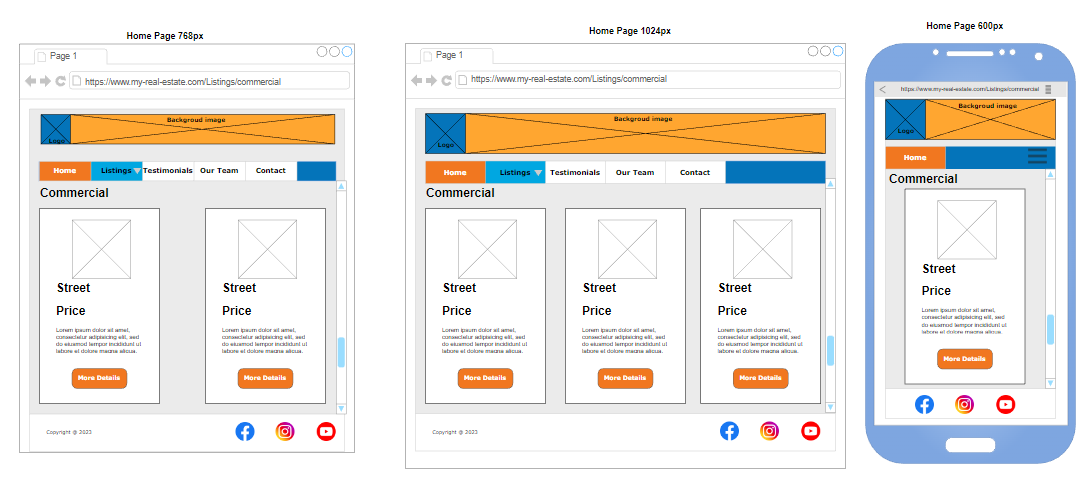 Home Page 768px
Page 1
https://www.my-real-estate.com/Listings/commercial
Backgroud image
Logo
Home
Listings
Testimonials
Our Team
Contact
Commercial
Street
Price
Lorem ipsum dolor sit amet,
consectetur adipisicing elit, sed
do eiusmod tempor incididunt ut
labore et dolore magna aliqua.
More Details
Street
Price
Lorem ipsum dolor sit amet,
consectetur adipisicing elit, sed
do eiusmod tempor incididunt ut
labore et dolore magna aliqua.
More Details
Copyright @ 2023
Home Page 1024px
Page 1
https://www.my-real-estate.com/Listings/commercial
Backgroud image
Logo
Home
Listings
Testimonials
Our Team
Contact
Commercial
Street
Price
Lorem ipsum dolor sit amet,
consectetur adipisicing elit, sed
do eiusmod tempor incididunt ut
labore et dolore magna aliqua.
More Details
Street
Price
Lorem ipsum dolor sit amet,
consectetur adipisicing elit, sed
do eiusmod tempor incididunt ut
labore et dolore magna aliqua.
More Details
Street
Price
Lorem ipsum dolor sit amet,
consectetur adipisicing elit, sed
do eiusmod tempor incididunt ut
labore et dolore magna aliqua.
More Details
Copyright @ 2023
Home Page 600px
https://www.my-real-estate.com/Listings/commercial
Backgroud image
Logo
Home
Commercial
Street
Price
Lorem ipsum dolor sit amet,
consectetur adipisicing elit, sed
do eiusmod tempor incididunt ut
labore et dolore magna aliqua.
More Details